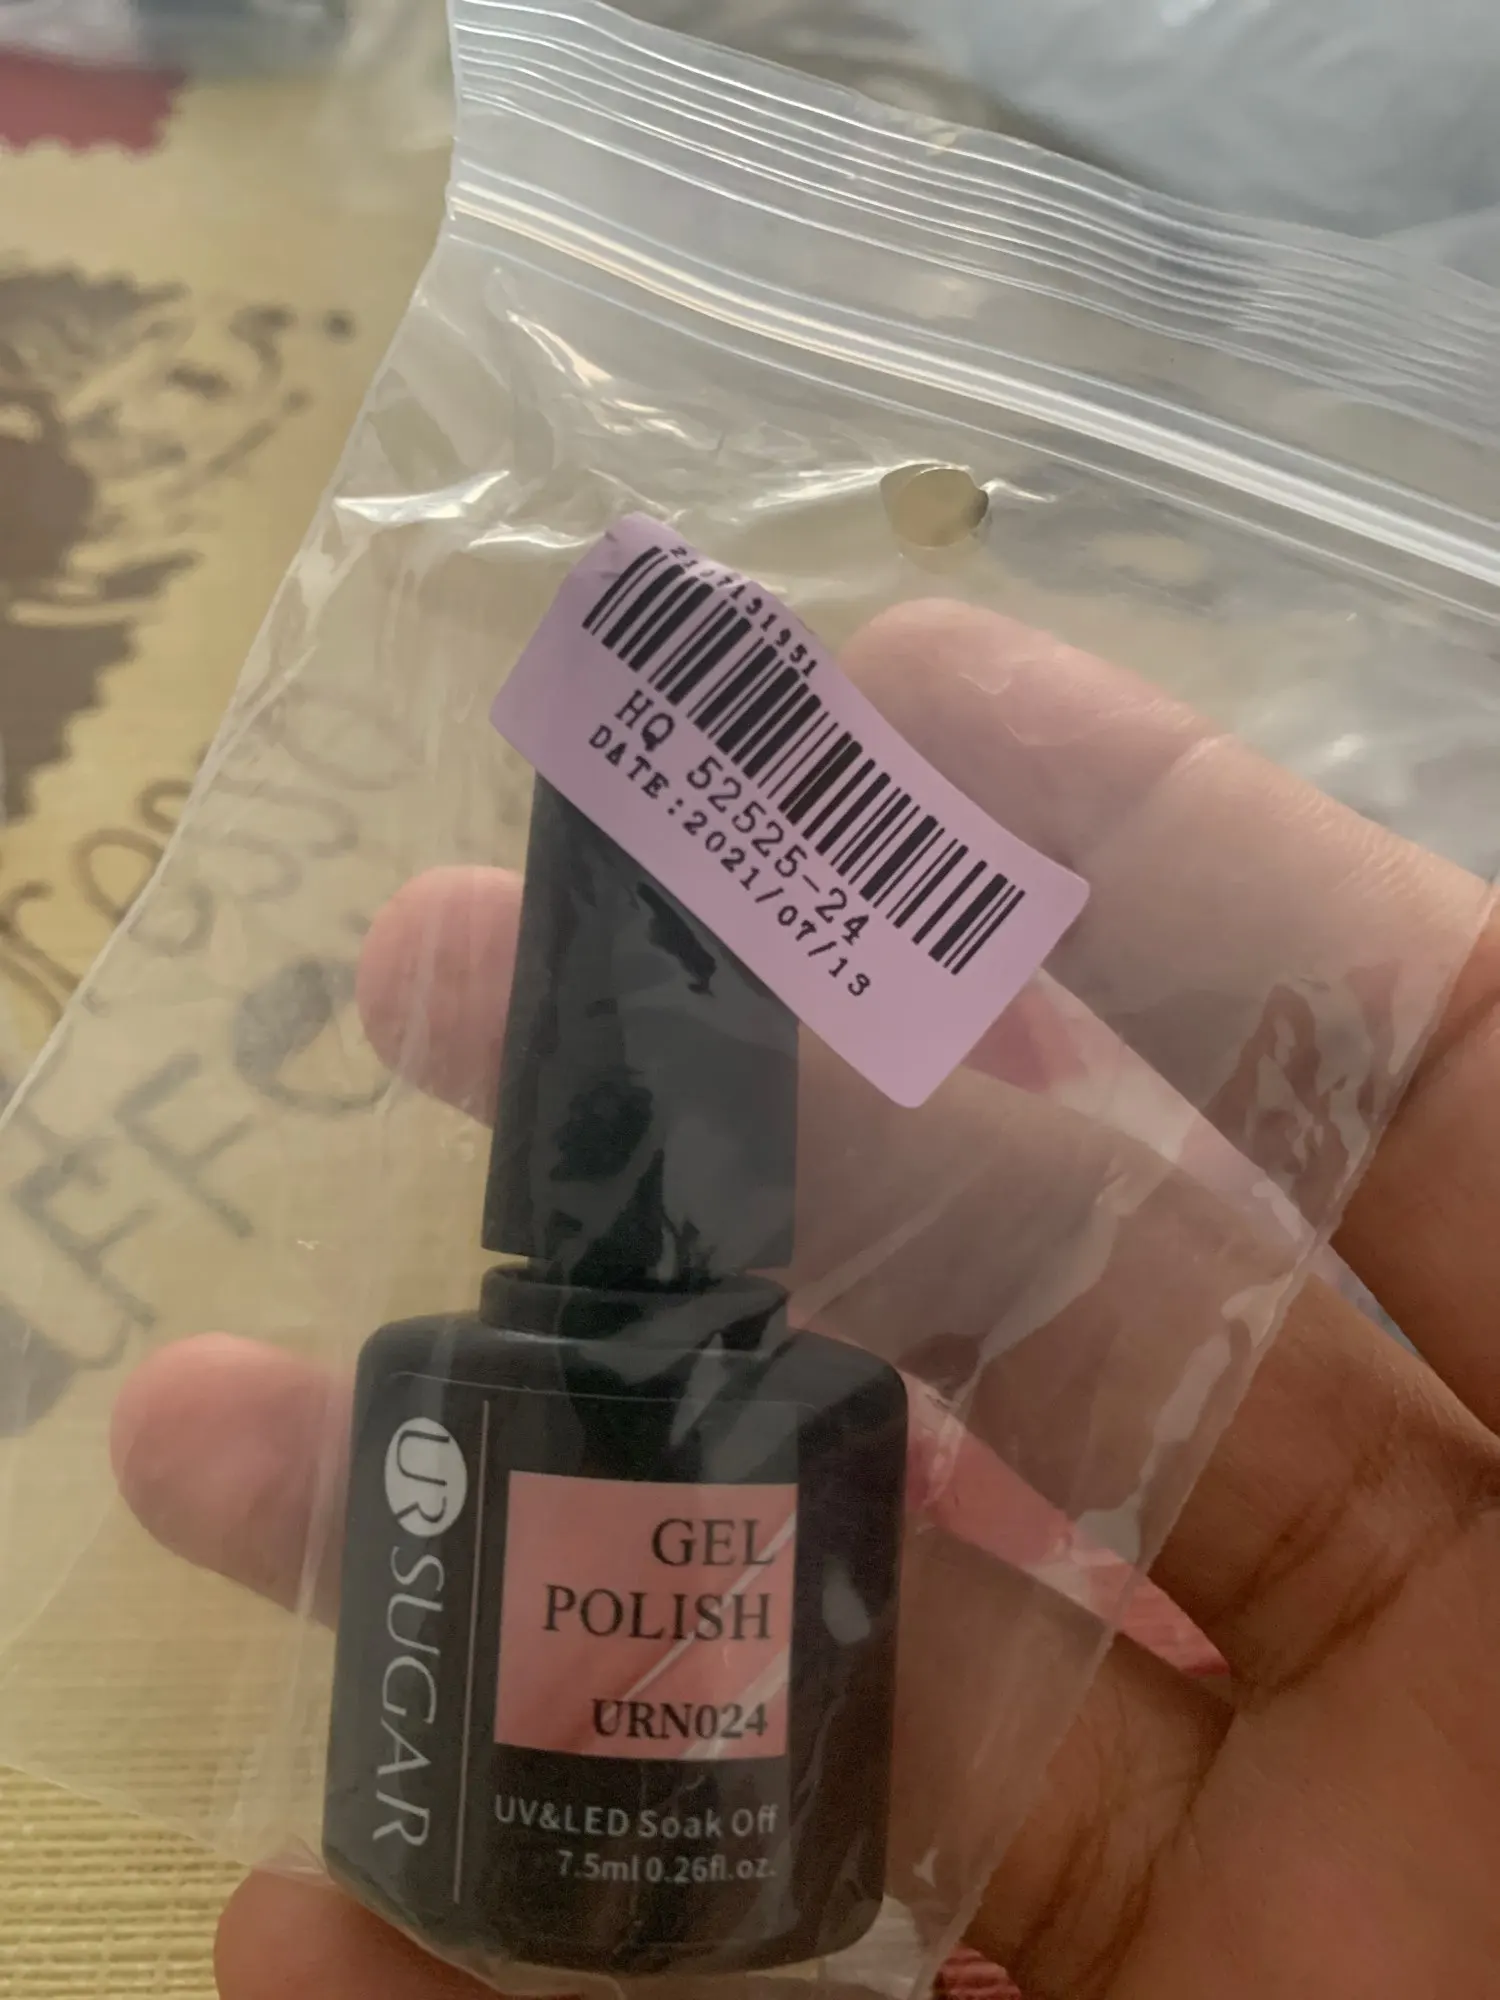 2107131951
HQ 52525-24
DATE:2021/07/13
UR SUGAR
GEL
POLISH
URN024
UV&LED Soak Off
7.5ml 0.26fl.oz.